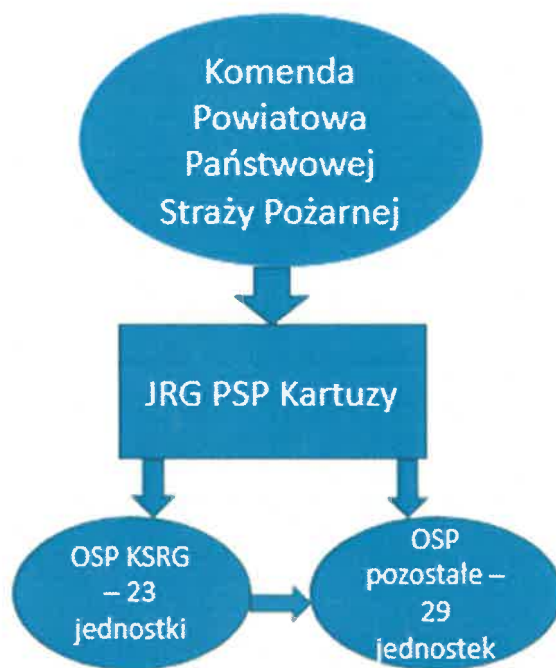 Komenda
Powiatowa
Państwowej
Straży Pożarnej
JRG PSP Kartuzy
OSP KSRG
– 23
jednostki
OSP
pozostałe –
29
jednostek